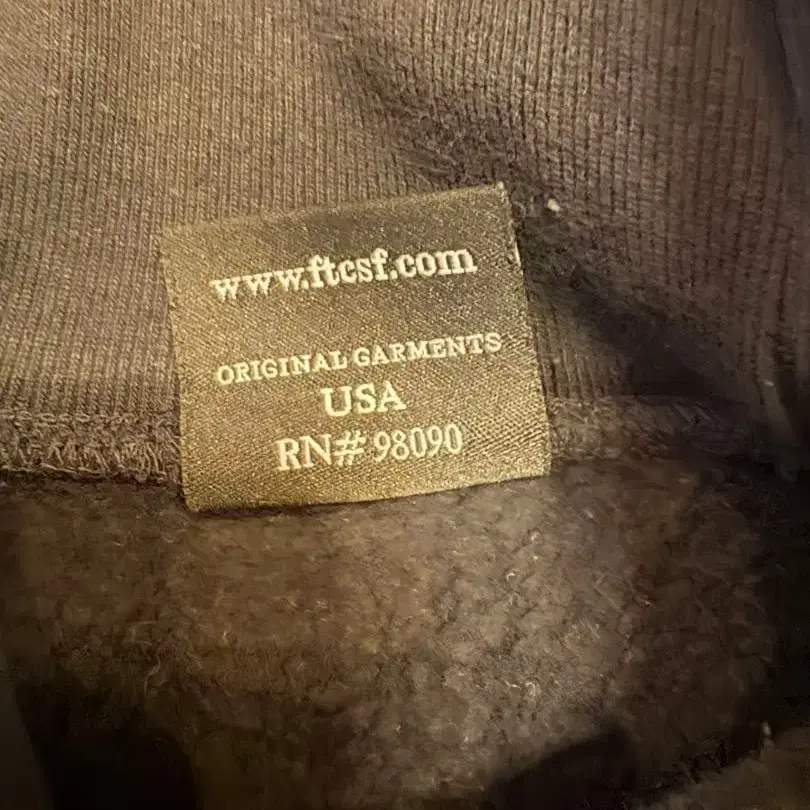 www.ftcsf.com
ORIGINAL GARMENTS
USA
RN# 98090